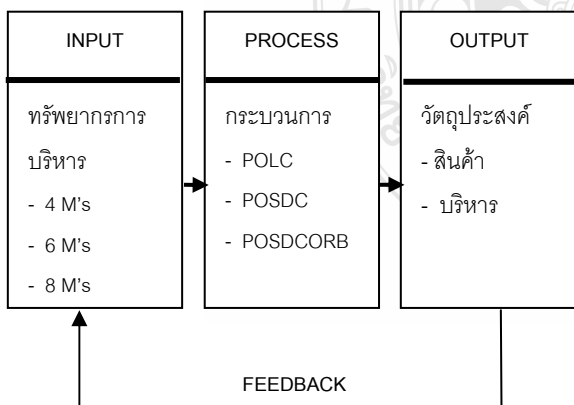 INPUT
ทรัพยากรการ
บริหาร
- 4 M's
- 6 M's
- 8 M's
PROCESS
กระบวนการ
- POLC
- POSDC
- POSDCORB
OUTPUT
วัตถุประสงค์
- สินค้า
- บริหาร
FEEDBACK